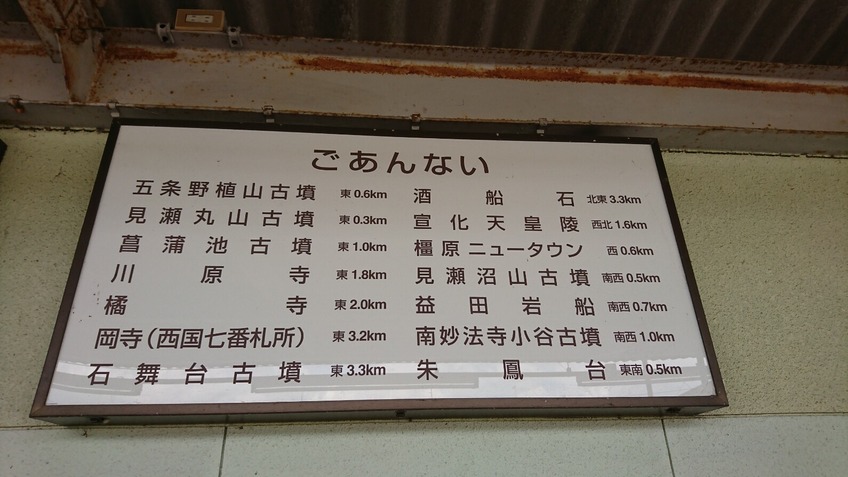 ごあんない
五条野植山古墳 東0.6km
見瀬丸山古墳 東0.3km
菖蒲池古墳 東1.0km
川原寺 東1.8km
橘寺 東2.0km
岡寺(西国七番札所) 東3.2km
石舞台古墳 東3.3km
酒船石 北東3.3km
宣化天皇陵 西北1.6km
橿原ニュータウン 西0.6km
見瀬沼山古墳 南西0.5km
益田岩船 南西0.7km
南妙法寺小谷古墳 南西1.0km
朱鳳台 東南0.5km